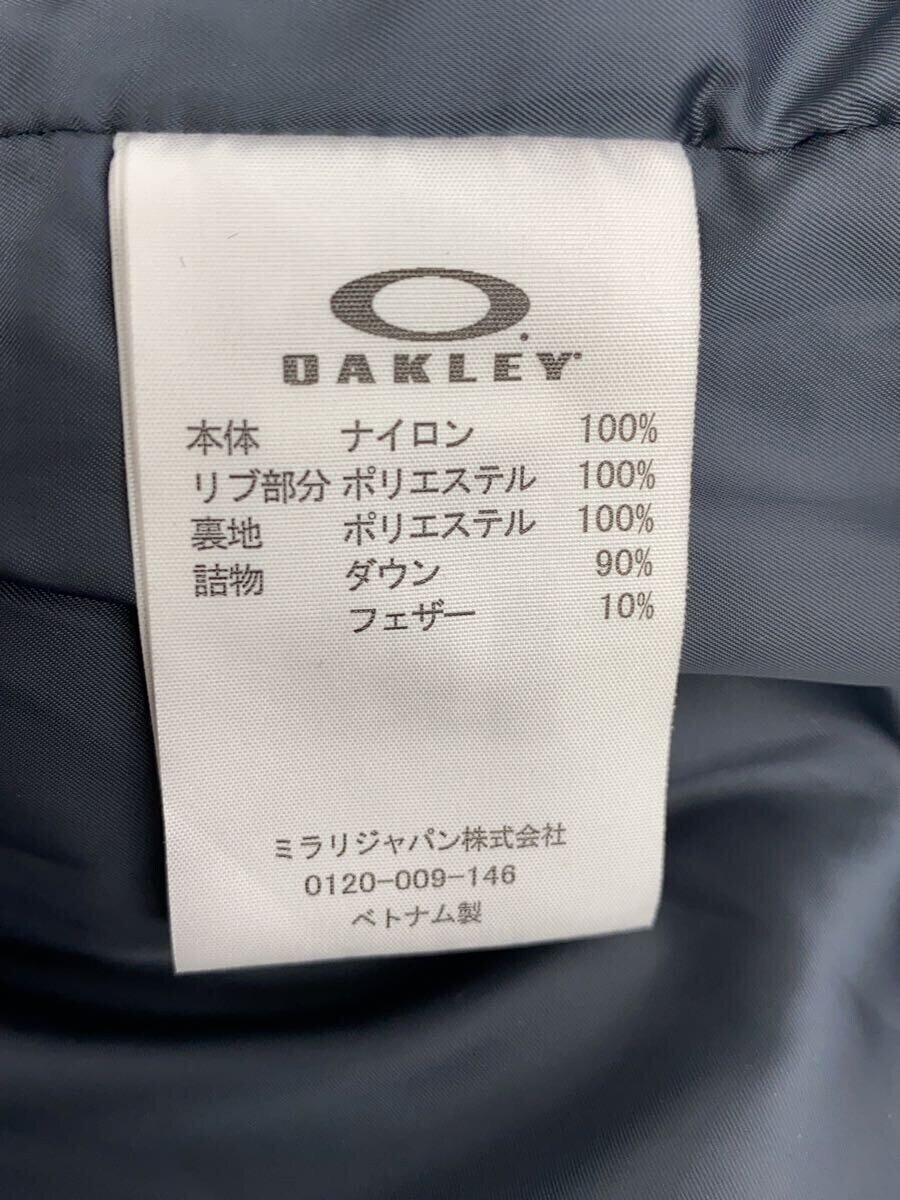 OAKLEY
本体 ナイロン 100%
リブ部分 ポリエステル 100%
裏地 ポリエステル 100%
詰物 ダウン 90%
フェザー 10%
ミラリジャパン株式会社
0120-009-146
ベトナム製